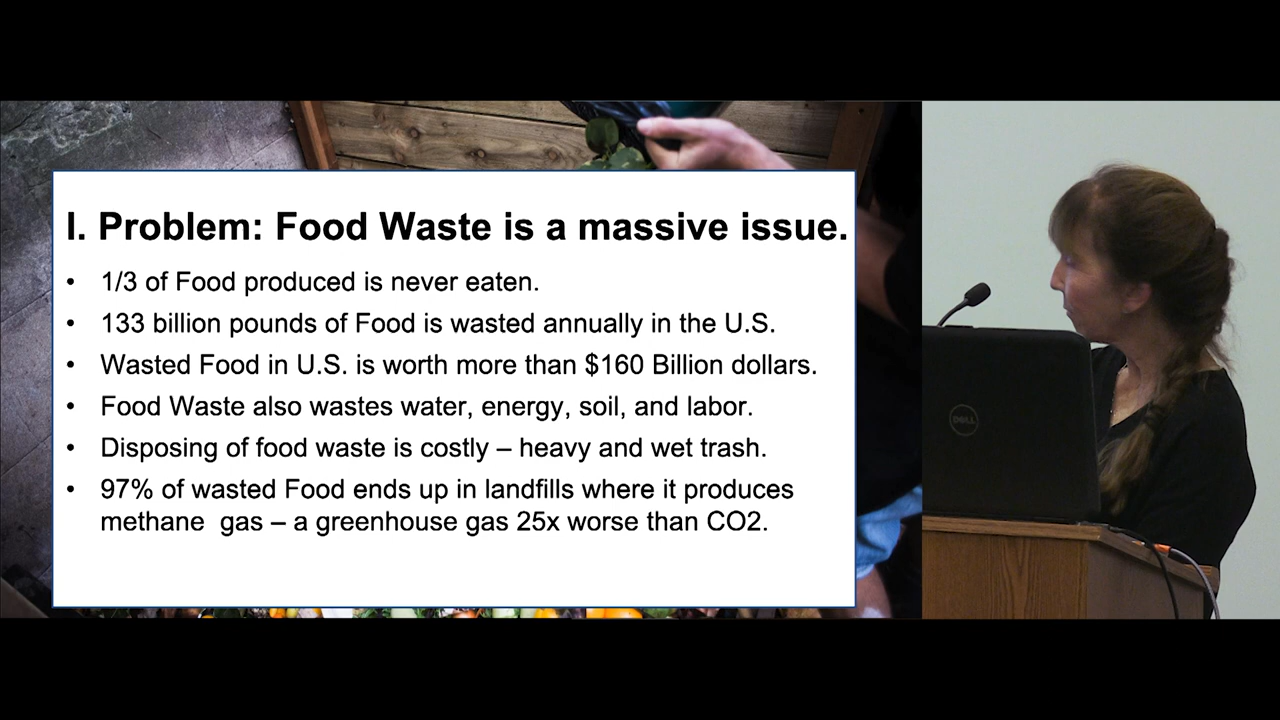 I. Problem: Food Waste is a massive issue.
• 1/3 of Food produced is never eaten.
• 133 billion pounds of Food is wasted annually in the U.S.
• Wasted Food in U.S. is worth more than $160 Billion dollars.
• Food Waste also wastes water, energy, soil, and labor.
• Disposing of food waste is costly – heavy and wet trash.
• 97% of wasted Food ends up in landfills where it produces
methane gas – a greenhouse gas 25x worse than CO2.
DELL